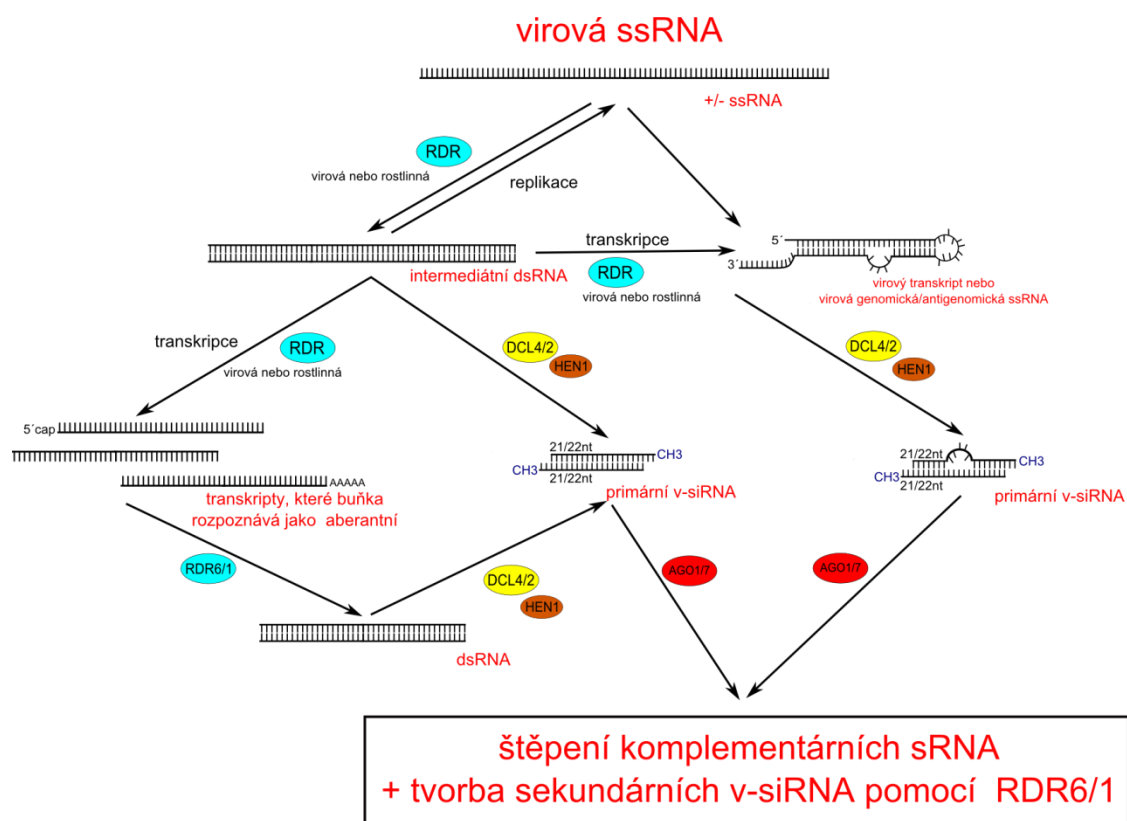 virová ssRNA
+/- ssRNA
RDR
virová nebo rostlinná
replikace
transkripce
5´
3´
intermediátní dsRNA
RDR
virová nebo rostlinná
virový transkript nebo
virová genomická/antigenomická ssRNA
transkripce
RDR
virová nebo rostlinná
DCL4/2
HEN1
DCL4/2
HEN1
5´cap
21/22nt
CH3
CH3
21/22nt
primární v-siRNA
21/22nt
CH3
CH3
21/22nt
primární v-siRNA
AAAAA
transkripty, které buňka
rozpoznává jako aberantní
RDR6/1
DCL4/2
HEN1
AGO1/7
AGO1/7
dsRNA
štěpení komplementárních sRNA
+ tvorba sekundárních v-siRNA pomocí RDR6/1